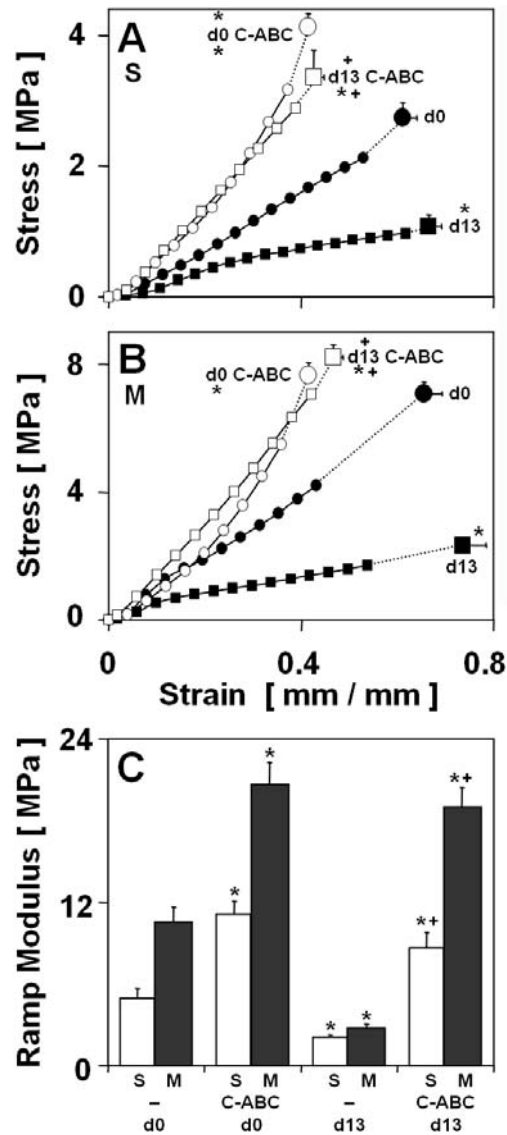 A
S
Stress [ MPa ]
4
2
0
*
d0 C-ABC
*
+
d13 C-ABC
* +
d0
*
d13
B
M
Stress [ MPa ]
8
4
0
d0 C-ABC
*
+
d13 C-ABC
* +
d0
*
d13
0 0.4 0.8
Strain [ mm / mm ]
C
Ramp Modulus [ MPa ]
24
12
0
* * * * *+ *+
S M S M S M S M
– C-ABC – C-ABC
d0 d0 d13 d13